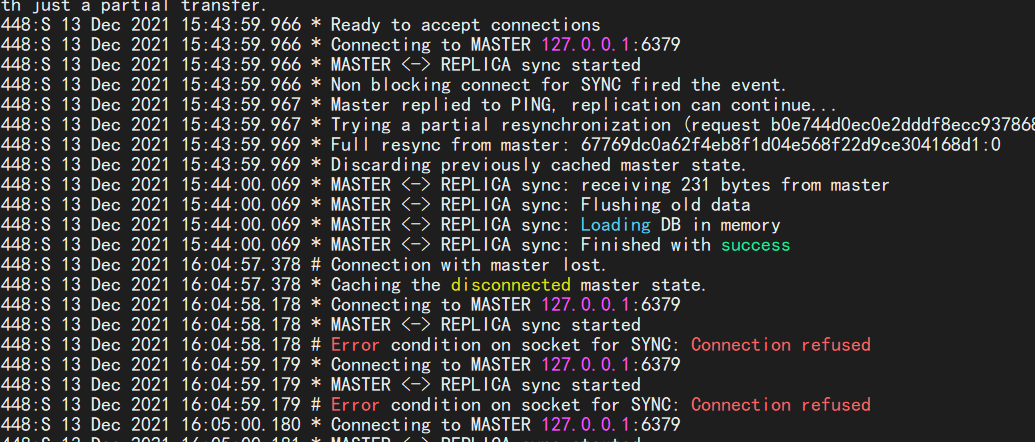 th just a partial transfer.
448:S 13 Dec 2021 15:43:59.966 * Ready to accept connections
448:S 13 Dec 2021 15:43:59.966 * Connecting to MASTER 127.0.0.1:6379
448:S 13 Dec 2021 15:43:59.966 * MASTER <-> REPLICA sync started
448:S 13 Dec 2021 15:43:59.966 * Non blocking connect for SYNC fired the event.
448:S 13 Dec 2021 15:43:59.967 * Master replied to PING, replication can continue...
448:S 13 Dec 2021 15:43:59.967 * Trying a partial resynchronization (request b0e744d0ec0e2dddf8ecc937868
448:S 13 Dec 2021 15:43:59.969 * Full resync from master: 67769dc0a62f4eb8f1d04e568f22d9ce304168d1:0
448:S 13 Dec 2021 15:43:59.969 * Discarding previously cached master state.
448:S 13 Dec 2021 15:44:00.069 * MASTER <-> REPLICA sync: receiving 231 bytes from master
448:S 13 Dec 2021 15:44:00.069 * MASTER <-> REPLICA sync: Flushing old data
448:S 13 Dec 2021 15:44:00.069 * MASTER <-> REPLICA sync: Loading DB in memory
448:S 13 Dec 2021 15:44:00.069 * MASTER <-> REPLICA sync: Finished with success
448:S 13 Dec 2021 16:04:57.378 # Connection with master lost.
448:S 13 Dec 2021 16:04:57.378 * Caching the disconnected master state.
448:S 13 Dec 2021 16:04:58.178 * Connecting to MASTER 127.0.0.1:6379
448:S 13 Dec 2021 16:04:58.178 * MASTER <-> REPLICA sync started
448:S 13 Dec 2021 16:04:58.178 # Error condition on socket for SYNC: Connection refused
448:S 13 Dec 2021 16:04:59.179 * Connecting to MASTER 127.0.0.1:6379
448:S 13 Dec 2021 16:04:59.179 * MASTER <-> REPLICA sync started
448:S 13 Dec 2021 16:04:59.179 # Error condition on socket for SYNC: Connection refused
448:S 13 Dec 2021 16:05:00.180 * Connecting to MASTER 127.0.0.1:6379
448:S 13 Dec 2021 16:05:00.181 * MASTER <-> REPLICA sync started